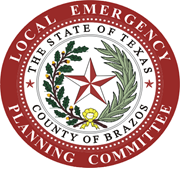 LOCAL EMERGENCY
PLANNING COMMITTEE
THE STATE OF TEXAS
COUNTY OF BRAZOS